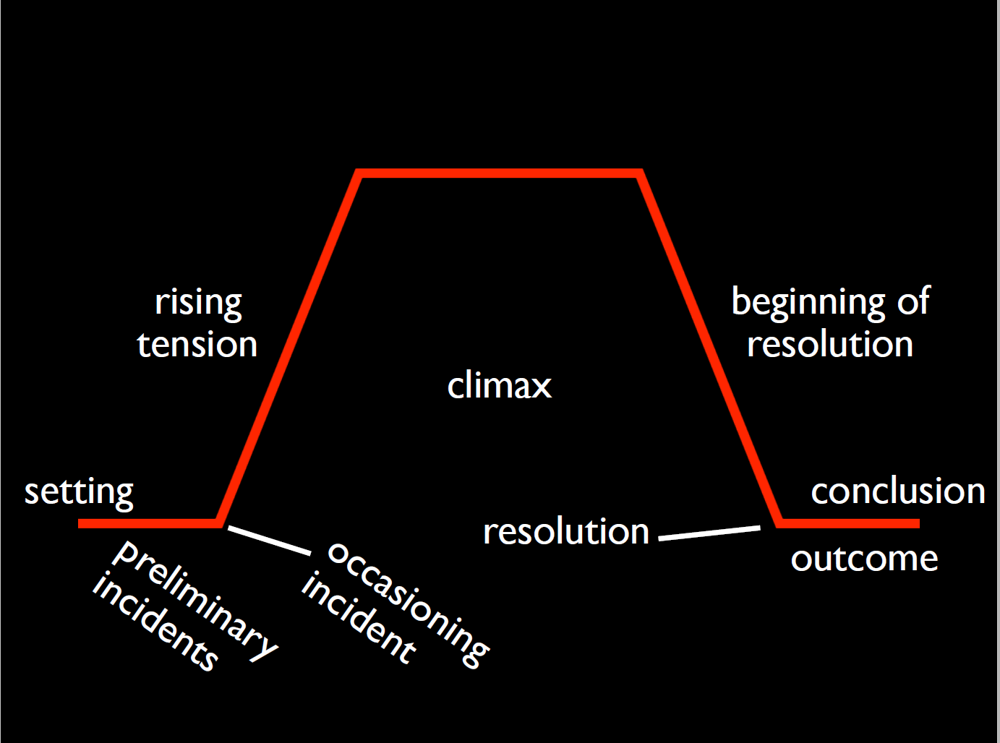 rising
tension
beginning of
resolution
climax
setting
conclusion
resolution
outcome
preliminary
incidents
occasioning
incident